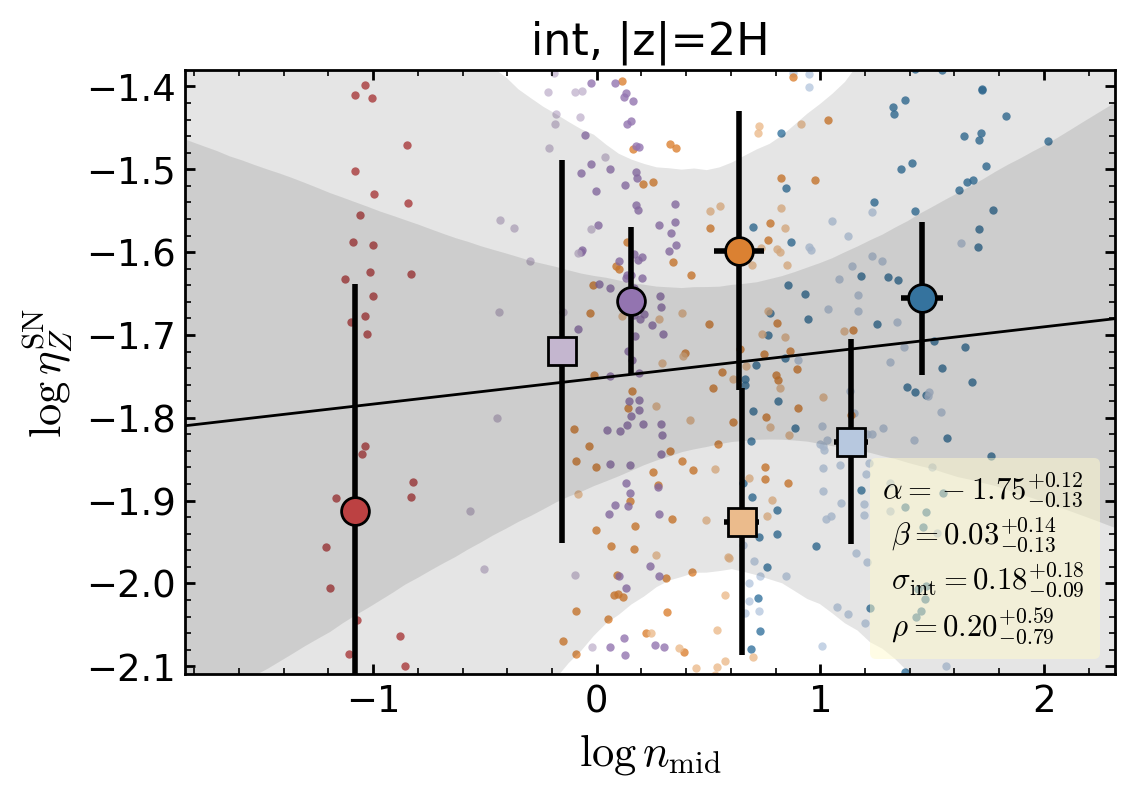 int, |z|=2H
log η_Z^SN
−1.4
−1.5
−1.6
−1.7
−1.8
−1.9
−2.0
−2.1
α = −1.75^{+0.12}_{−0.13}
β = 0.03^{+0.14}_{−0.13}
σ_int = 0.18^{+0.18}_{−0.09}
ρ = 0.20^{+0.59}_{−0.79}
−1 0 1 2
log n_mid